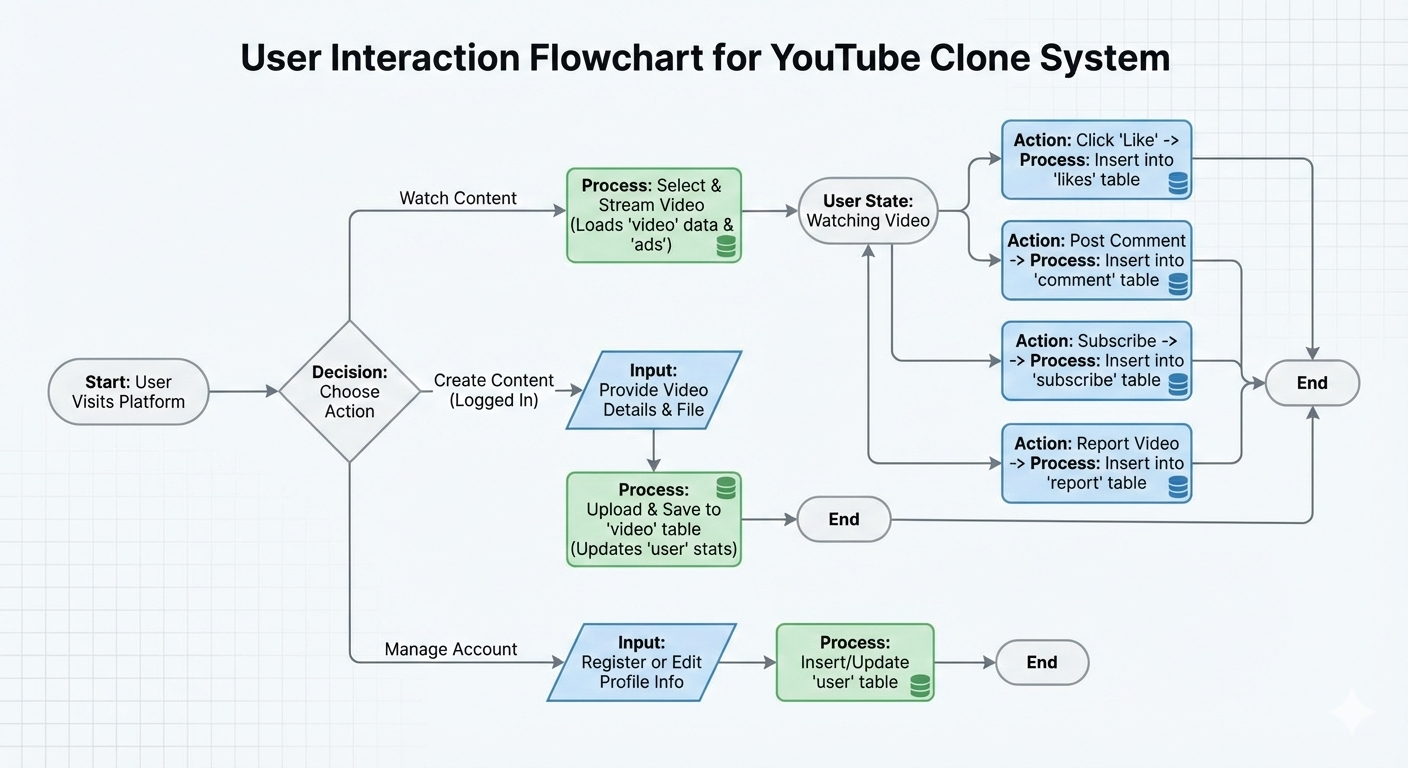 User Interaction Flowchart for YouTube Clone System
Start: User
Visits Platform
Decision:
Choose
Action
Watch Content
Process: Select &
Stream Video
(Loads 'video' data &
'ads')
User State:
Watching Video
Action: Click 'Like' ->
Process: Insert into
'likes' table
Action: Post Comment
-> Process: Insert into
'comment' table
Action: Subscribe ->
-> Process: Insert into
'subscribe' table
Action: Report Video
-> Process: Insert into
'report' table
End
Create Content
(Logged In)
Input:
Provide Video
Details & File
Process:
Upload & Save to
'video' table
(Updates 'user' stats)
End
Manage Account
Input:
Register or Edit
Profile Info
Process:
Insert/Update
'user' table
End